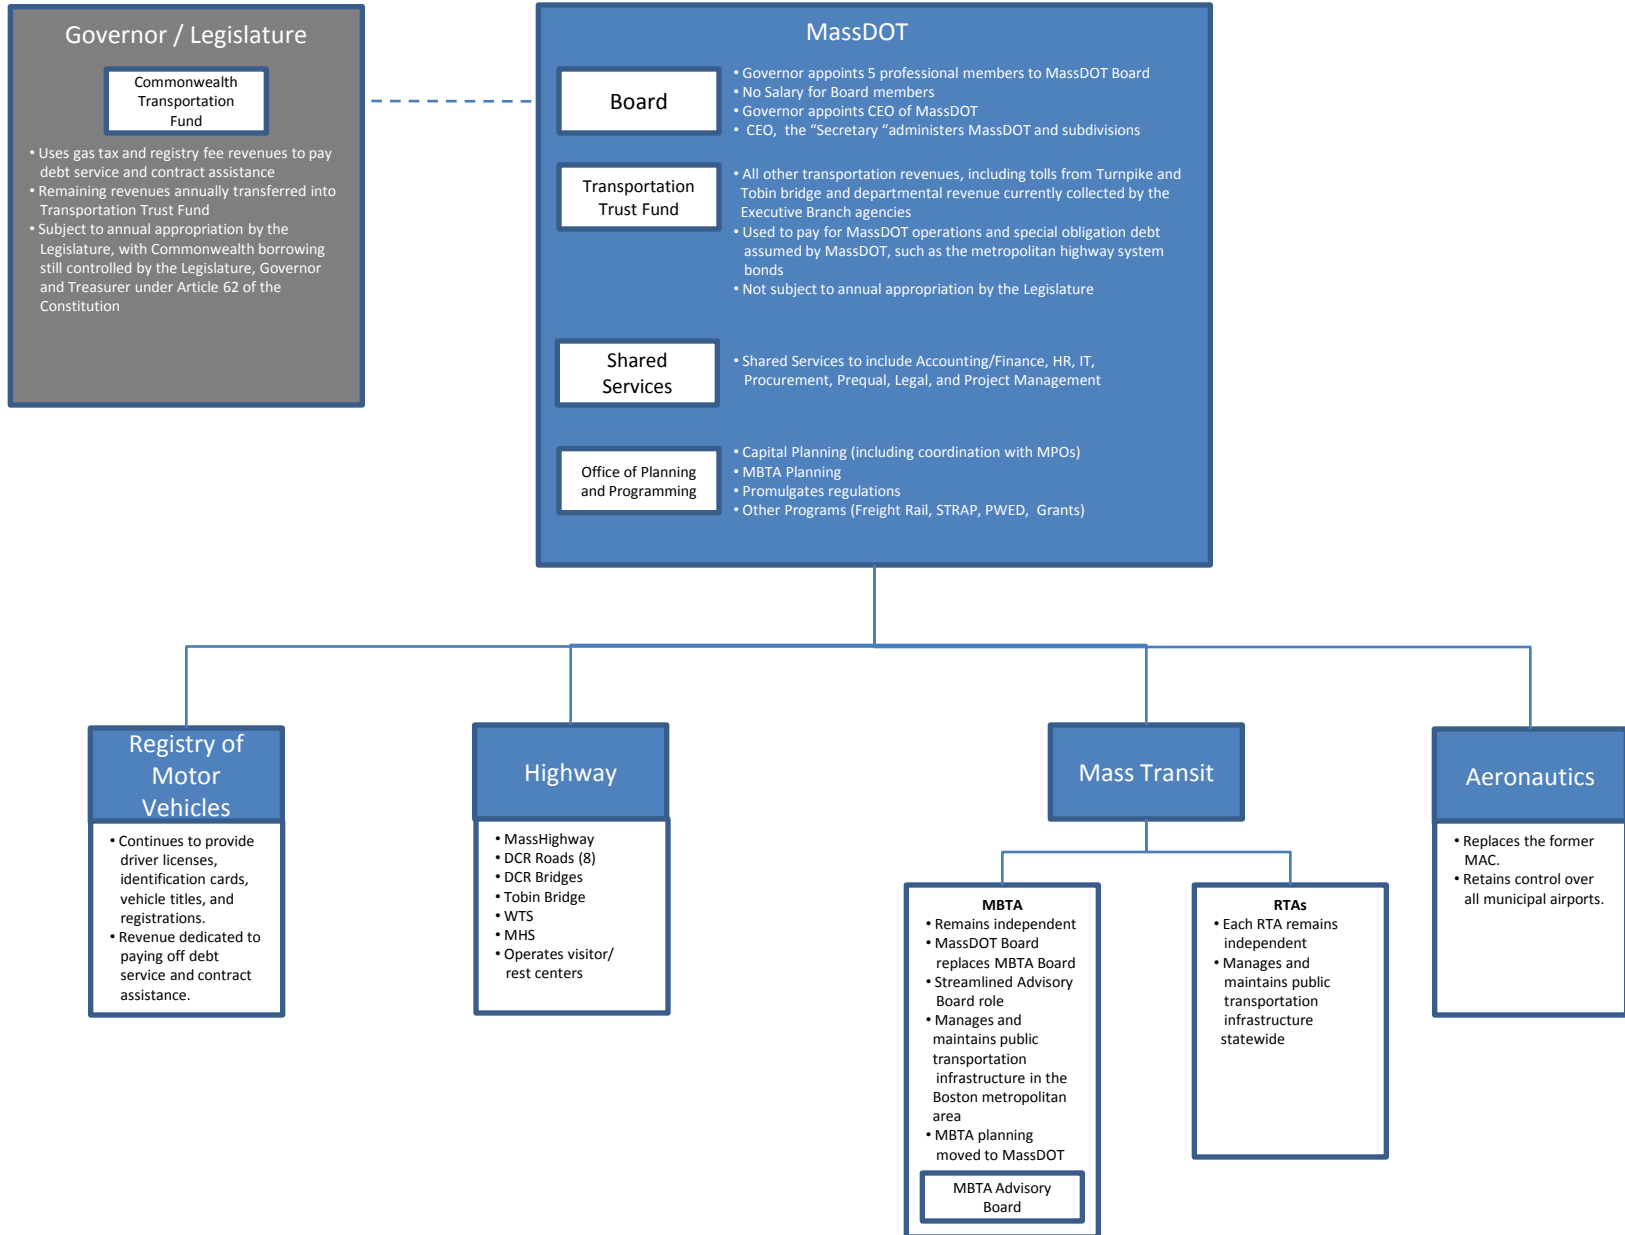 Governor / Legislature
Commonwealth
Transportation
Fund
• Uses gas tax and registry fee revenues to pay
debt service and contract assistance
• Remaining revenues annually transferred into
Transportation Trust Fund
• Subject to annual appropriation by the
Legislature, with Commonwealth borrowing
still controlled by the Legislature, Governor
and Treasurer under Article 62 of the
Constitution
MassDOT
Board
• Governor appoints 5 professional members to MassDOT Board
• No Salary for Board members
• Governor appoints CEO of MassDOT
• CEO, the “Secretary “administers MassDOT and subdivisions
Transportation
Trust Fund
• All other transportation revenues, including tolls from Turnpike and
Tobin bridge and departmental revenue currently collected by the
Executive Branch agencies
• Used to pay for MassDOT operations and special obligation debt
assumed by MassDOT, such as the metropolitan highway system
bonds
• Not subject to annual appropriation by the Legislature
Shared
Services
• Shared Services to include Accounting/Finance, HR, IT,
Procurement, Prequal, Legal, and Project Management
Office of Planning
and Programming
• Capital Planning (including coordination with MPOs)
• MBTA Planning
• Promulgates regulations
• Other Programs (Freight Rail, STRAP, PWED, Grants)
Registry of
Motor
Vehicles
• Continues to provide
driver licenses,
identification cards,
vehicle titles, and
registrations.
• Revenue dedicated to
paying off debt
service and contract
assistance.
Highway
• MassHighway
• DCR Roads (8)
• DCR Bridges
• Tobin Bridge
• WTS
• MHS
• Operates visitor/
rest centers
Mass Transit
MBTA
• Remains independent
• MassDOT Board
replaces MBTA Board
• Streamlined Advisory
Board role
• Manages and
maintains public
transportation
infrastructure in the
Boston metropolitan
area
• MBTA planning
moved to MassDOT
MBTA Advisory
Board
RTAs
• Each RTA remains
independent
• Manages and
maintains public
transportation
infrastructure
statewide
Aeronautics
• Replaces the former
MAC.
• Retains control over
all municipal airports.